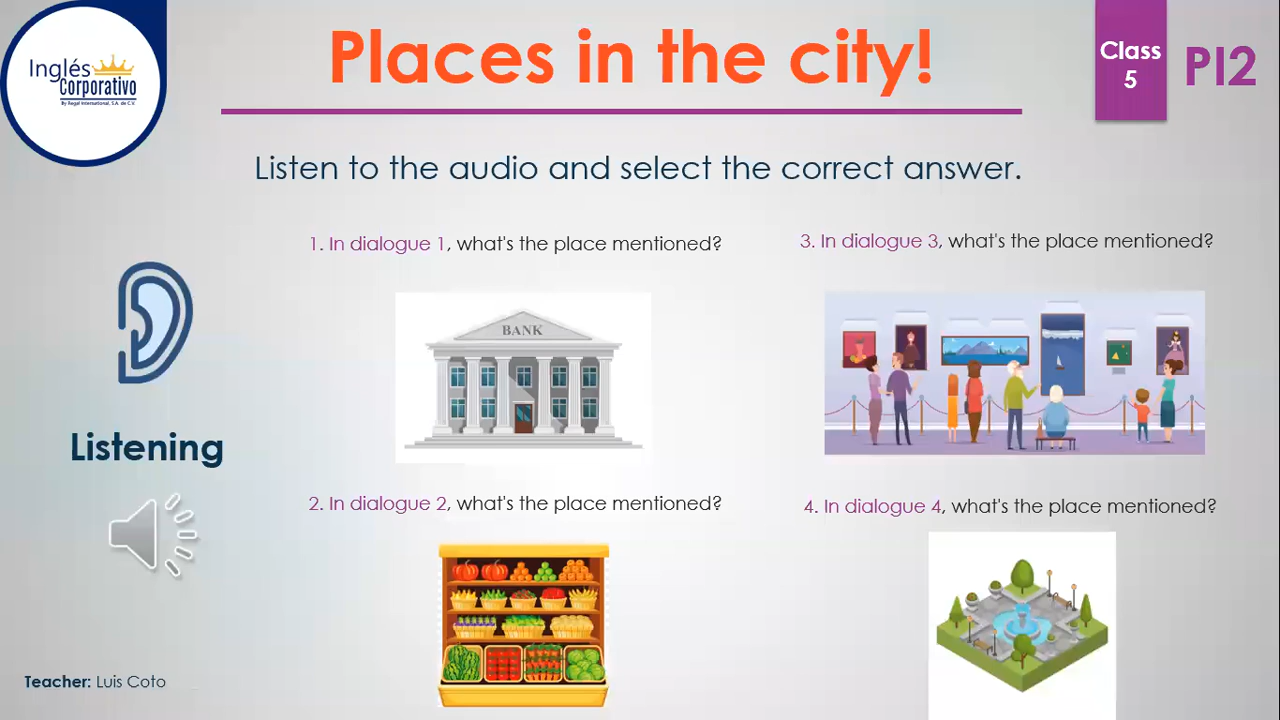 Inglés
Corporativo
By Regal International, S.A. de C.V.
Places in the city!
Class
5
PI2
Listen to the audio and select the correct answer.
1. In dialogue 1, what's the place mentioned?
BANK
2. In dialogue 2, what's the place mentioned?
3. In dialogue 3, what's the place mentioned?
4. In dialogue 4, what's the place mentioned?
Listening
Teacher: Luis Coto